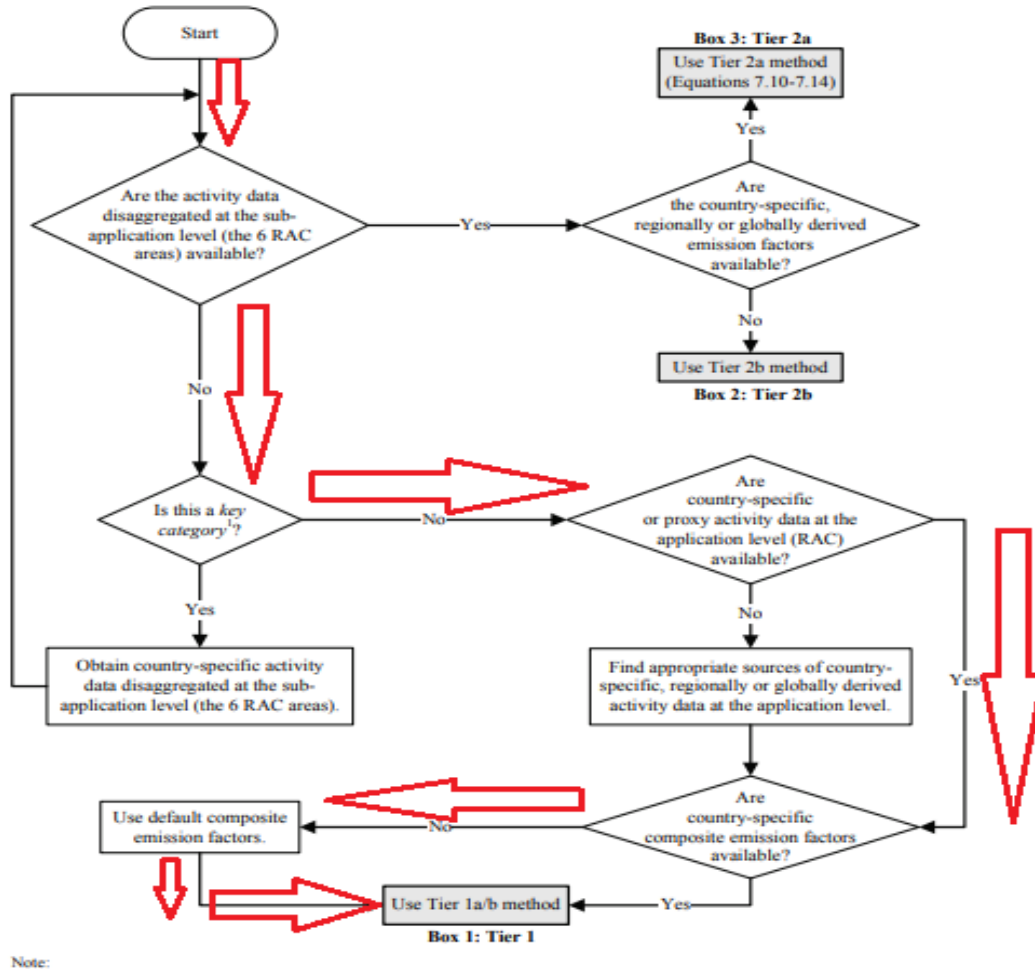 Start
Box 3: Tier 2a
Use Tier 2a method
(Equations 7.10-7.14)
Yes
Are the activity data
disaggregated at the sub-
application level (the 6 RAC
areas) available?
Yes
Are
the country-specific,
regionally or globally derived
emission factors
available?
No
Use Tier 2b method
Box 2: Tier 2b
No
Is this a key
category1?
No
Are
country-specific
or proxy activity data at the
application level (RAC)
available?
Yes
No
Obtain country-specific activity
data disaggregated at the sub-
application level (the 6 RAC areas).
Find appropriate sources of country-
specific, regionally or globally derived
activity data at the application level.
Yes
Use default composite
emission factors.
No
Are
country-specific
composite emission factors
available?
Use Tier 1a/b method
Yes
Box 1: Tier 1
Note: